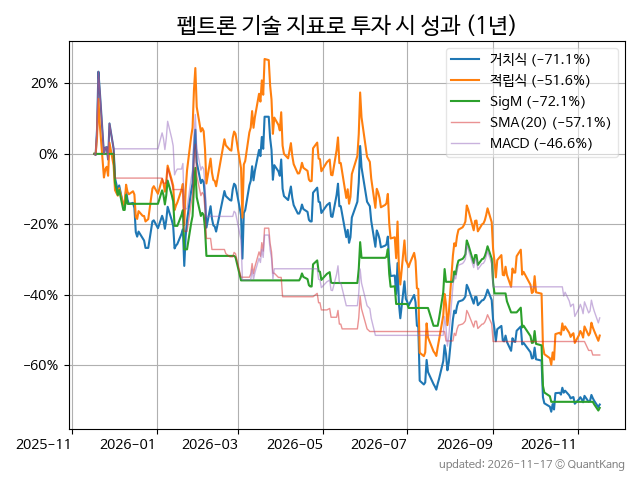 펩트론 기술 지표로 투자 시 성과 (1년)
거치식 (−71.1%)
적립식 (−51.6%)
SigM (−72.1%)
SMA(20) (−57.1%)
MACD (−46.6%)
20%
0%
−20%
−40%
−60%
2025−11
2026−01
2026−03
2026−05
2026−07
2026−09
2026−11
updated: 2026-11-17 © QuantKang